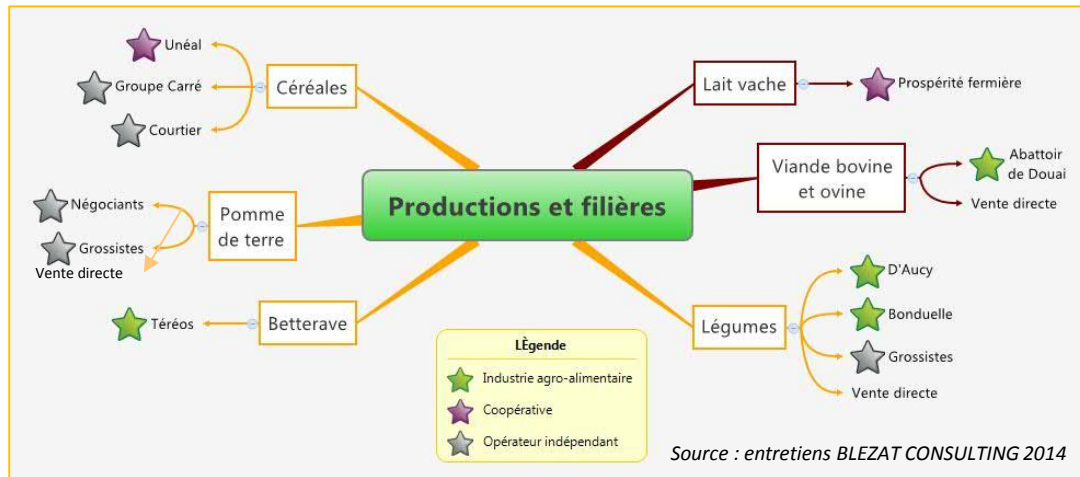 Unéal
Groupe Carré
Courtier
Céréales
Négociants
Grossistes
Vente directe
Pomme
de terre
Téréos
Betterave
Productions et filières
Lait vache
Prospérité fermière
Viande bovine
et ovine
Abattoir
de Douai
Vente directe
Légumes
D'Aucy
Bonduelle
Grossistes
Vente directe
LÈgende
Industrie agro-alimentaire
Coopérative
Opérateur indépendant
Source : entretiens BLEZAT CONSULTING 2014